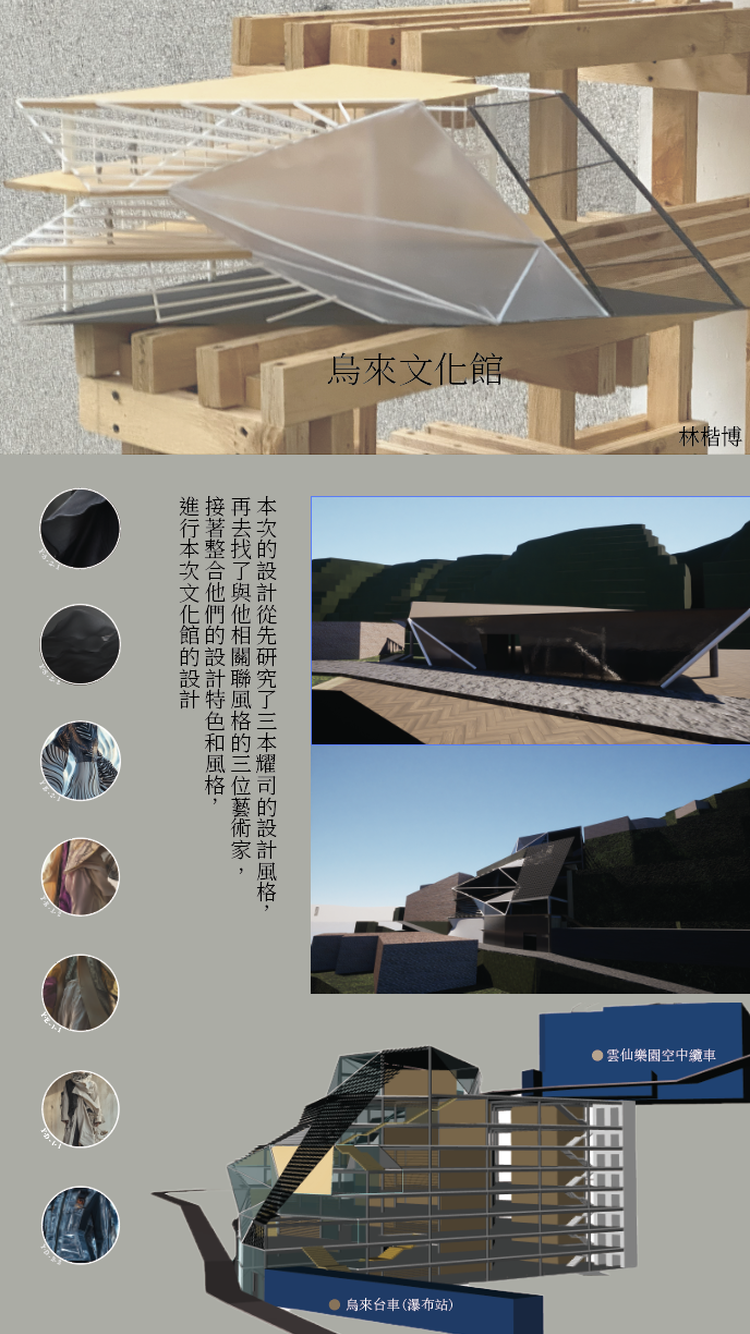 烏來文化館
林楷博
本次的設計從先研究了三本耀司的設計風格，
再去找了與他相關聯風格的三位藝術家，
接著整合他們的設計特色和風格，
進行本次文化館的設計
雲仙樂園空中纜車
烏來台車(瀑布站)